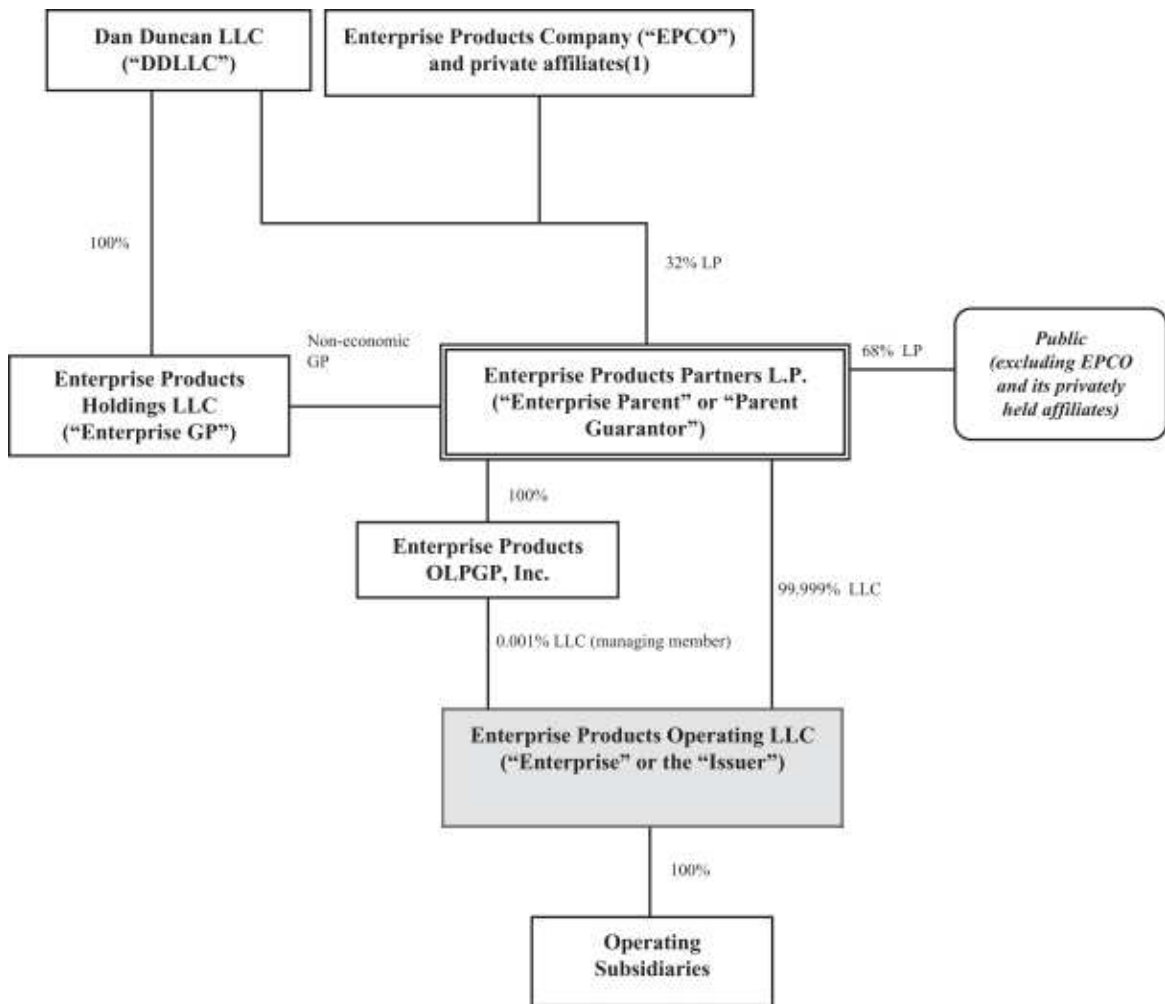 Dan Duncan LLC
(“DDLLC”)
Enterprise Products Company (“EPCO”)
and private affiliates(1)
100%
32% LP
Non-economic
GP
68% LP
Public
(excluding EPCO
and its privately
held affiliates)
Enterprise Products
Holdings LLC
(“Enterprise GP”)
Enterprise Products Partners L.P.
(“Enterprise Parent” or “Parent
Guarantor”)
100%
Enterprise Products
OLPGP, Inc.
99.999% LLC
0.001% LLC (managing member)
Enterprise Products Operating LLC
(“Enterprise” or the “Issuer”)
100%
Operating
Subsidiaries